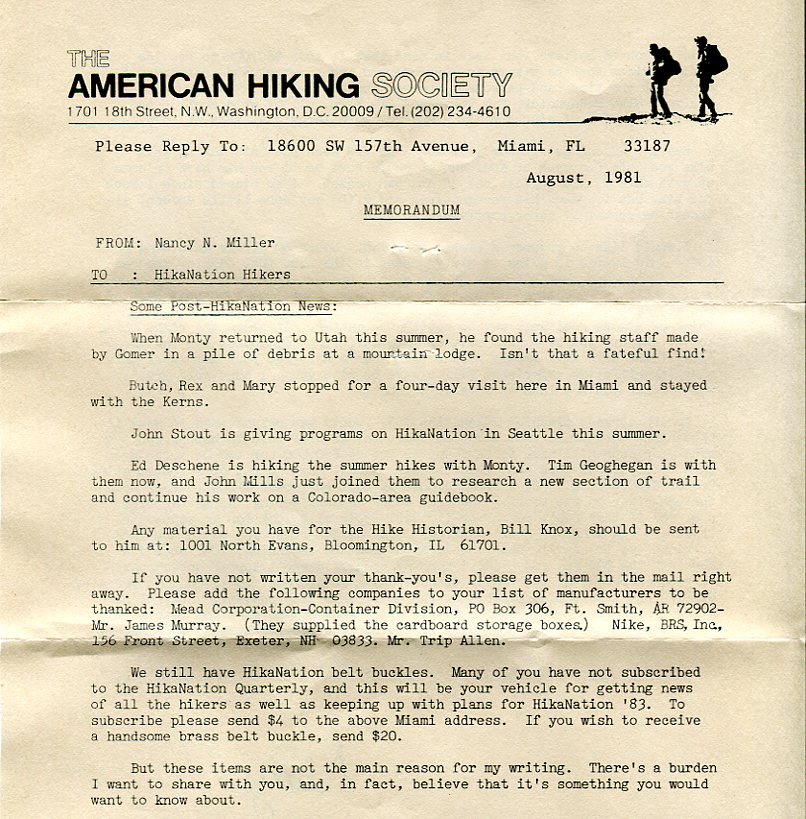 THE
AMERICAN HIKING SOCIETY
1701 18th Street, N.W., Washington, D.C. 20009 / Tel. (202) 234-4610
Please Reply To: 18600 SW 157th Avenue, Miami, FL 33187
August, 1981
MEMORANDUM
FROM: Nancy N. Miller
TO : HikaNation Hikers
Some Post-HikaNation News:
When Monty returned to Utah this summer, he found the hiking staff made
by Gomer in a pile of debris at a mountain lodge. Isn't that a fateful find!
Butch, Rex and Mary stopped for a four-day visit here in Miami and stayed
with the Kerns.
John Stout is giving programs on HikaNation in Seattle this summer.
Ed Deschene is hiking the summer hikes with Monty. Tim Geoghegan is with
them now, and John Mills just joined them to research a new section of trail
and continue his work on a Colorado-area guidebook.
Any material you have for the Hike Historian, Bill Knox, should be sent
to him at: 1001 North Evans, Bloomington, IL 61701.
If you have not written your thank-you's, please get them in the mail right
away. Please add the following companies to your list of manufacturers to be
thanked: Mead Corporation-Container Division, PO Box 306, Ft. Smith, AR 72902-
Mr. James Murray. (They supplied the cardboard storage boxes.) Nike, BRS, Inc.,
156 Front Street, Exeter, NH 03833. Mr. Trip Allen.
We still have HikaNation belt buckles. Many of you have not subscribed
to the HikaNation Quarterly, and this will be your vehicle for getting news
of all the hikers as well as keeping up with plans for HikaNation '83. To
subscribe please send $4 to the above Miami address. If you wish to receive
a handsome brass belt buckle, send $20.
But these items are not the main reason for my writing. There's a burden
I want to share with you, and, in fact, believe that it's something you would
want to know about.